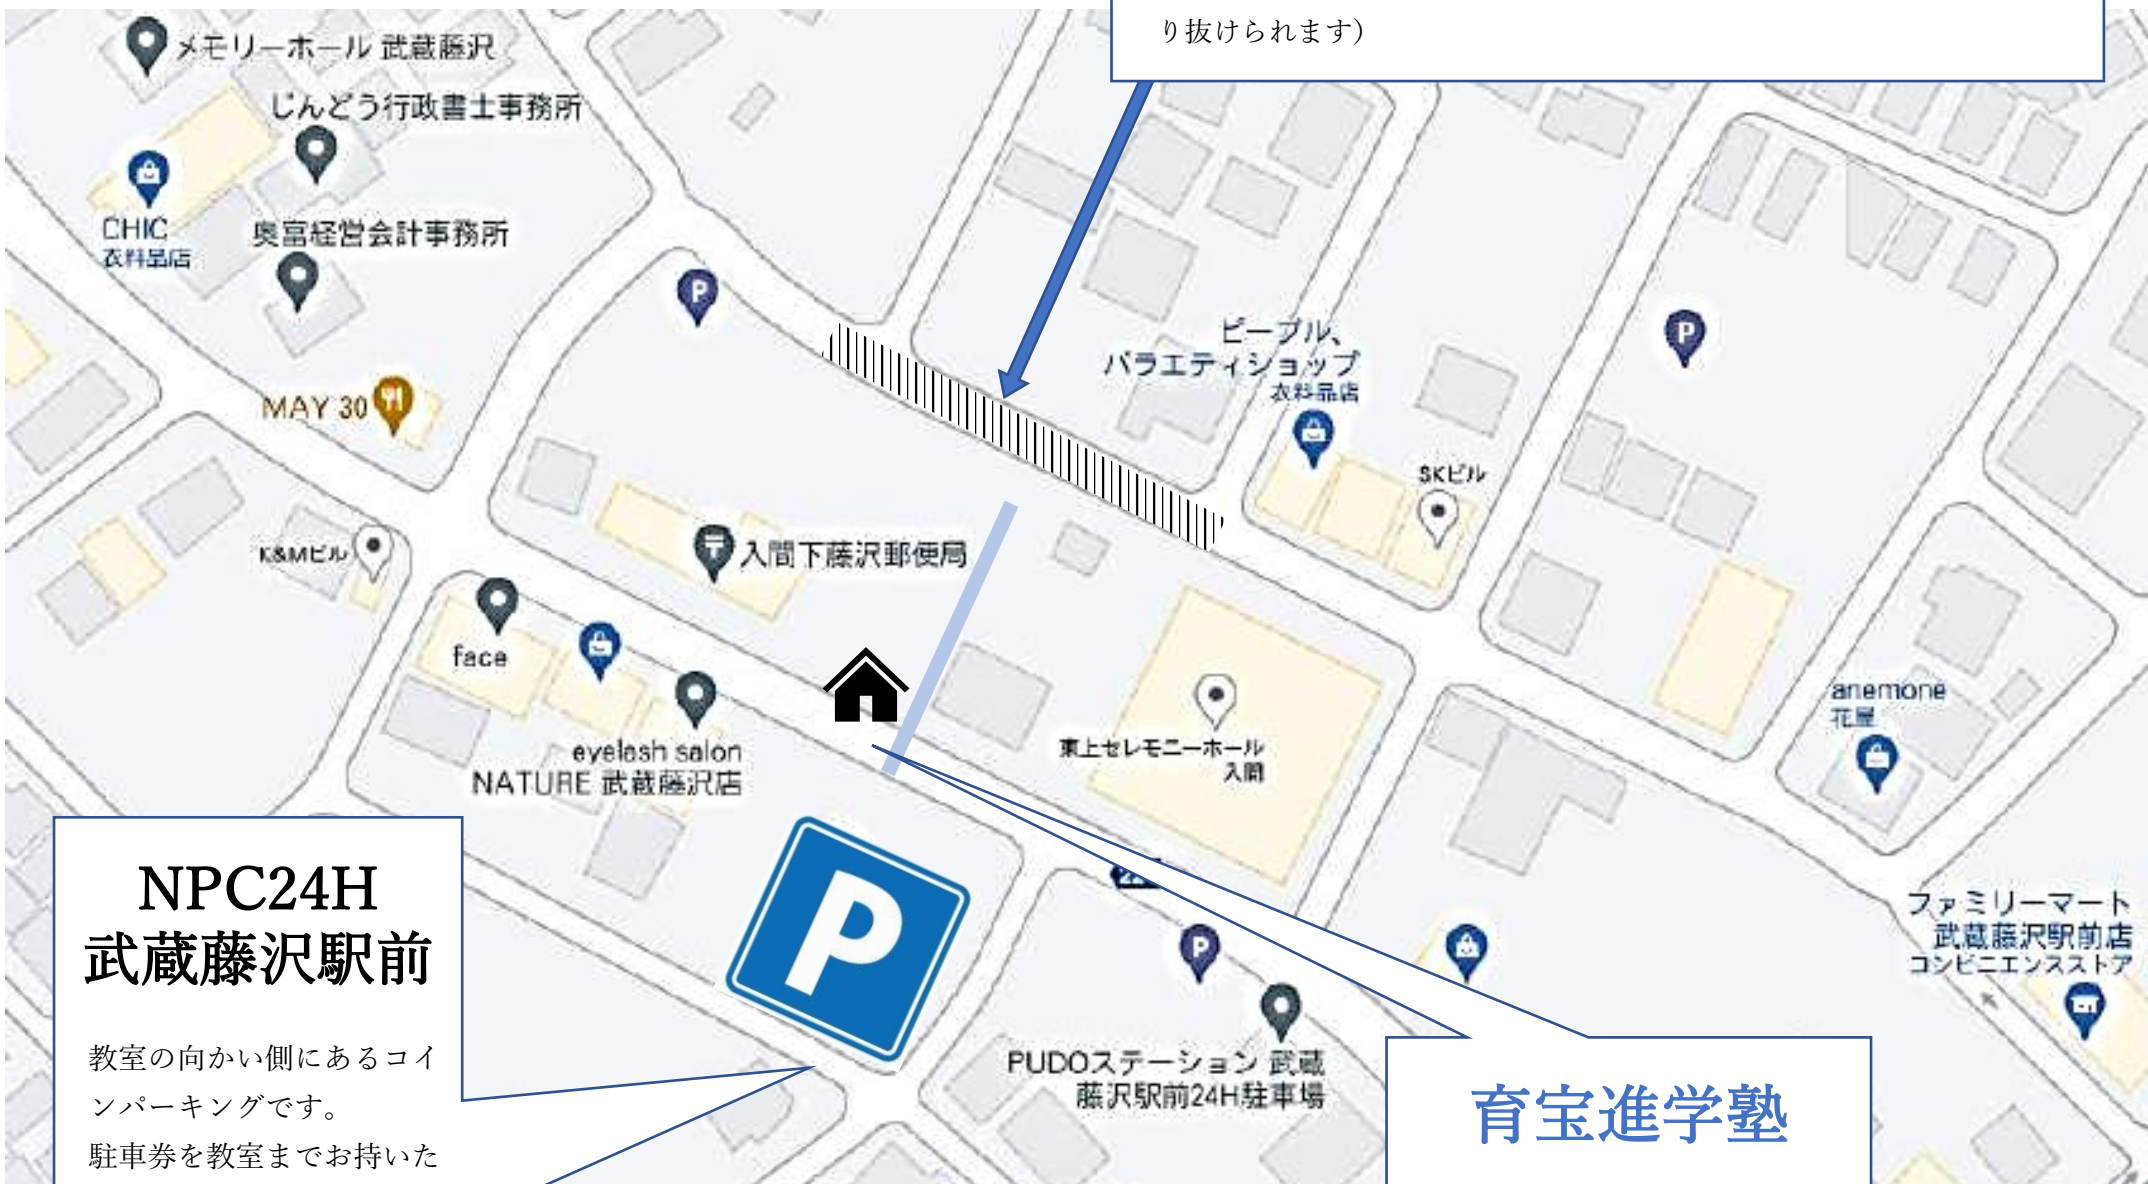 り抜けられます)
メモリーホール 武蔵藤沢
じんどう行政書士事務所
CHIC
衣料品店
奥富経営会計事務所
P
MAY 30
ピープル、
バラエティショップ
衣料品店
P
SKビル
K&Mビル
入間下藤沢郵便局
face
eyelash salon
NATURE 武蔵藤沢店
東上セレモニーホール
入間
anemone
花屋
NPC24H
武蔵藤沢駅前
教室の向かい側にあるコイ
ンパーキングです。
駐車券を教室までお持いた
P
P
PUDOステーション 武蔵
藤沢駅前24H駐車場
ファミリーマート
武蔵藤沢駅前店
コンビニエンスストア
育宝進学塾